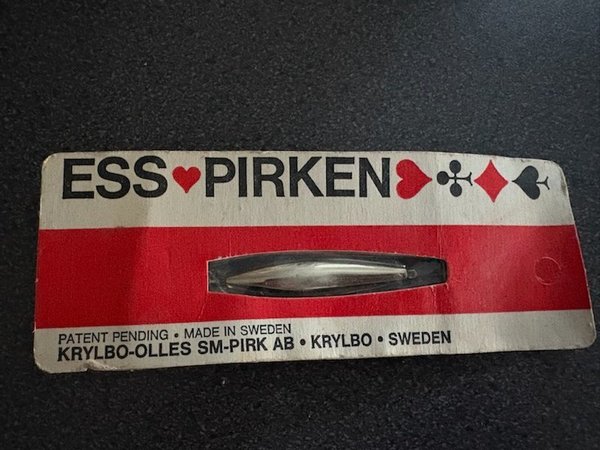 ESS♥PIRKEN♥♣♦♠
PATENT PENDING • MADE IN SWEDEN
KRYLBO-OLLES SM-PIRK AB • KRYLBO • SWEDEN